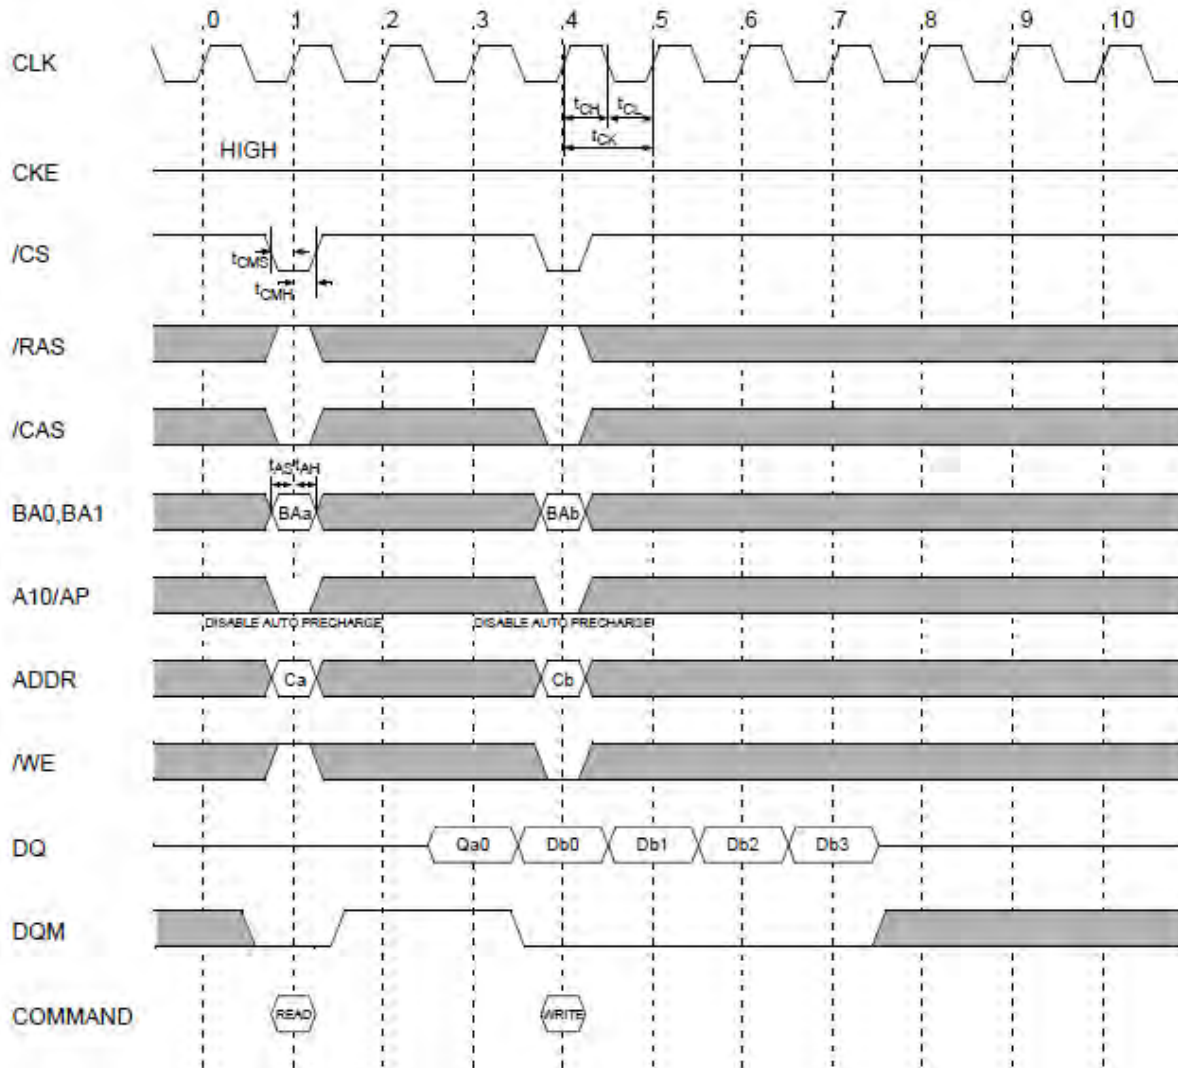 0 1 2 3 4 5 6 7 8 9 10
CLK
tCH tCL
tCK
HIGH
CKE
/CS
tCMS
tCMH
/RAS
/CAS
tAS tAH
BA0,BA1 BAa BAb
A10/AP
DISABLE AUTO PRECHARGE DISABLE AUTO PRECHARGE
ADDR Ca Cb
/WE
DQ Qa0 Db0 Db1 Db2 Db3
DQM
COMMAND READ WRITE